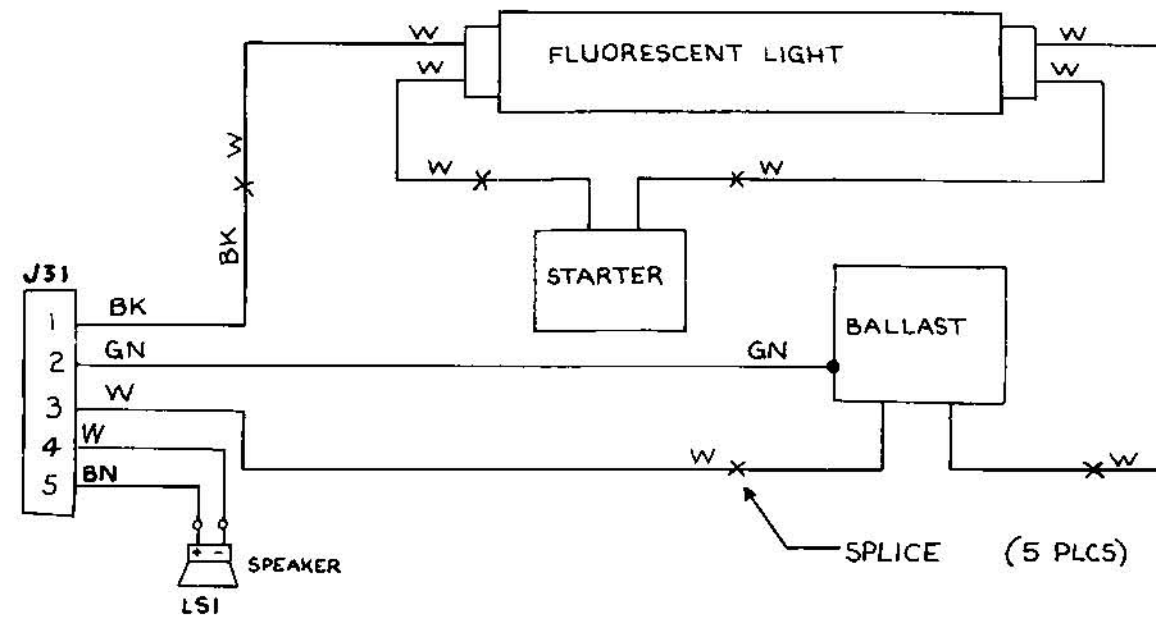 W
FLUORESCENT LIGHT
W
W
W
W
W
W
BK
STARTER
J31
1 BK
BALLAST
2 GN
GN
3 W
4 W
5 BN
W
W
+ -
SPEAKER
LS1
SPLICE (5 PLCS)